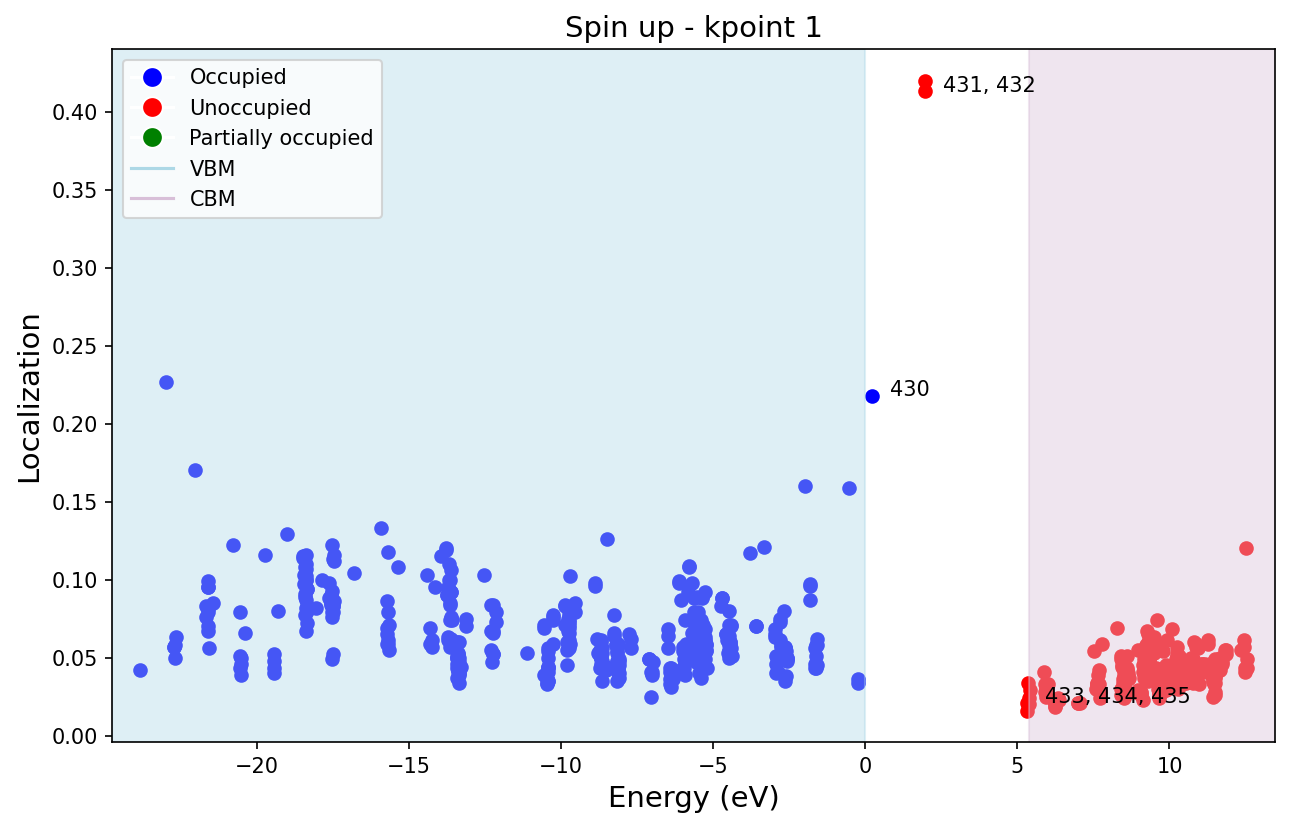 Spin up - kpoint 1
Localization
0.40
0.35
0.30
0.25
0.20
0.15
0.10
0.05
0.00
Occupied
Unoccupied
Partially occupied
VBM
CBM
431, 432
430
433, 434, 435
−20
−15
−10
−5
0
5
10
Energy (eV)